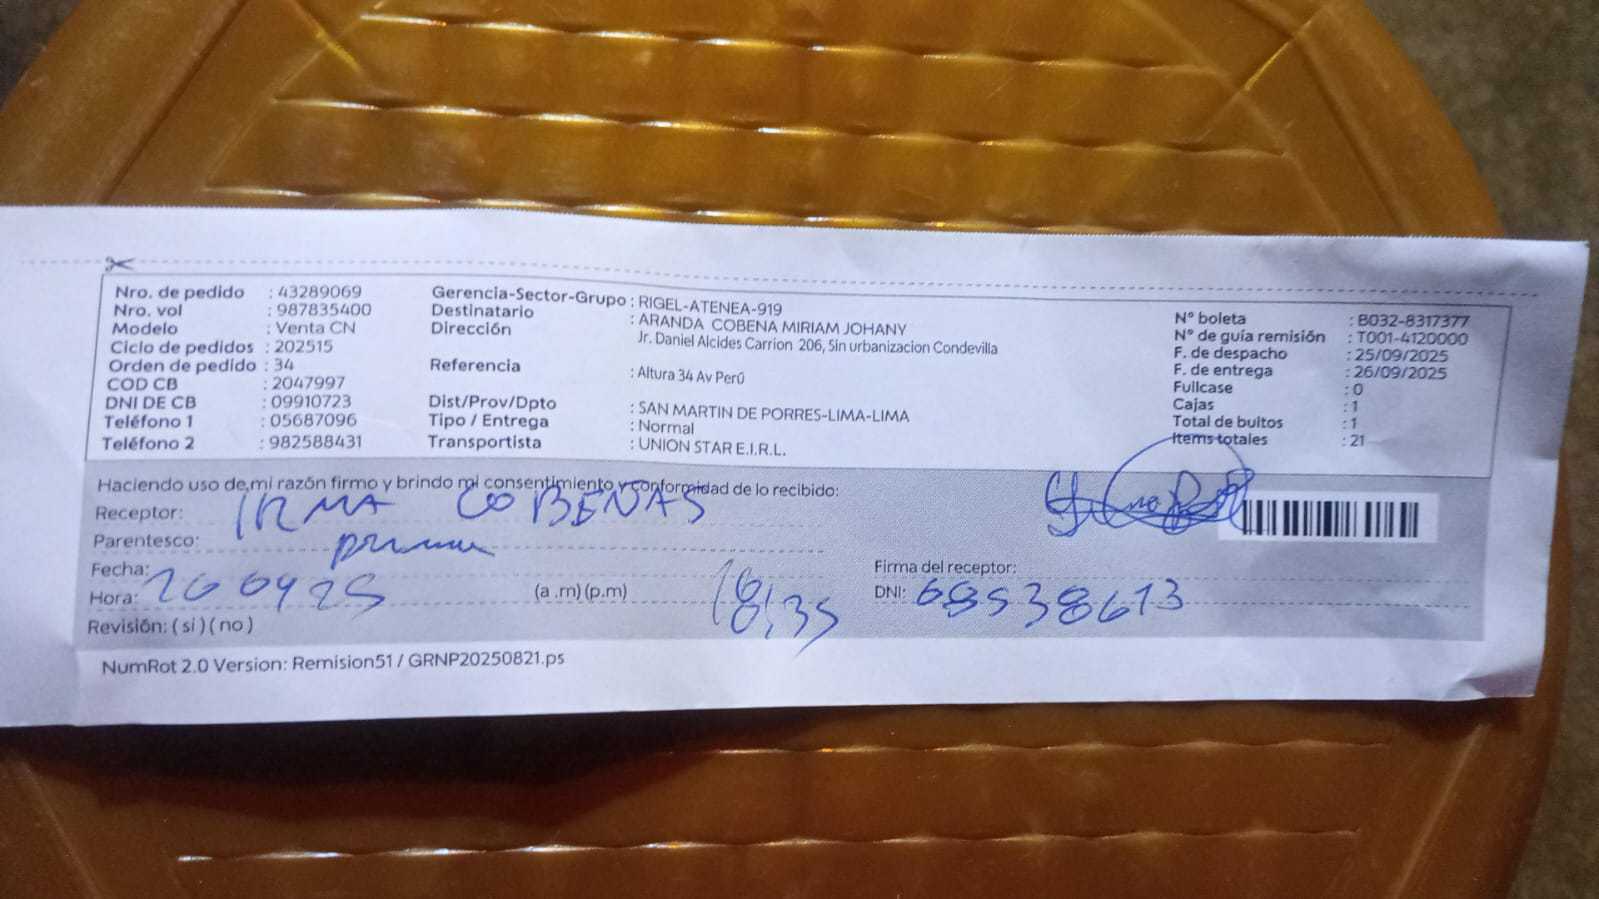 Nro. de pedido : 43289069
Nro. vol : 987835400
Modelo : Venta CN
Ciclo de pedidos : 202515
Orden de pedido : 34
COD CB : 2047997
DNI DE CB : 09910723
Teléfono 1 : 05687096
Teléfono 2 : 982588431
Gerencia-Sector-Grupo : RIGEL-ATENEA-919
Destinatario : ARANDA COBENA MIRIAM JOHANY
Dirección Jr. Daniel Alcides Carrion 206, Sin urbanizacion Condevilla
Referencia : Altura 34 Av Perú
Dist/Prov/Dpto : SAN MARTIN DE PORRES-LIMA-LIMA
Tipo / Entrega : Normal
Transportista : UNION STAR E.I.R.L.
N° boleta : B032-8317377
N° de guía remisión : T001-4120000
F. de despacho : 25/09/2025
F. de entrega : 26/09/2025
Fullcase : 0
Cajas : 1
Total de bultos : 1
Items totales : 21
Haciendo uso de mi razón firmo y brindo mi consentimiento y conformidad de lo recibido:
Receptor: IRMA COBENAS
Parentesco:
Fecha:
Firma del receptor:
Hora: (a .m) (p.m) DNI: 68538613
Revisión: ( si ) ( no )
NumRot 2.0 Version: Remision51 / GRNP20250821.ps